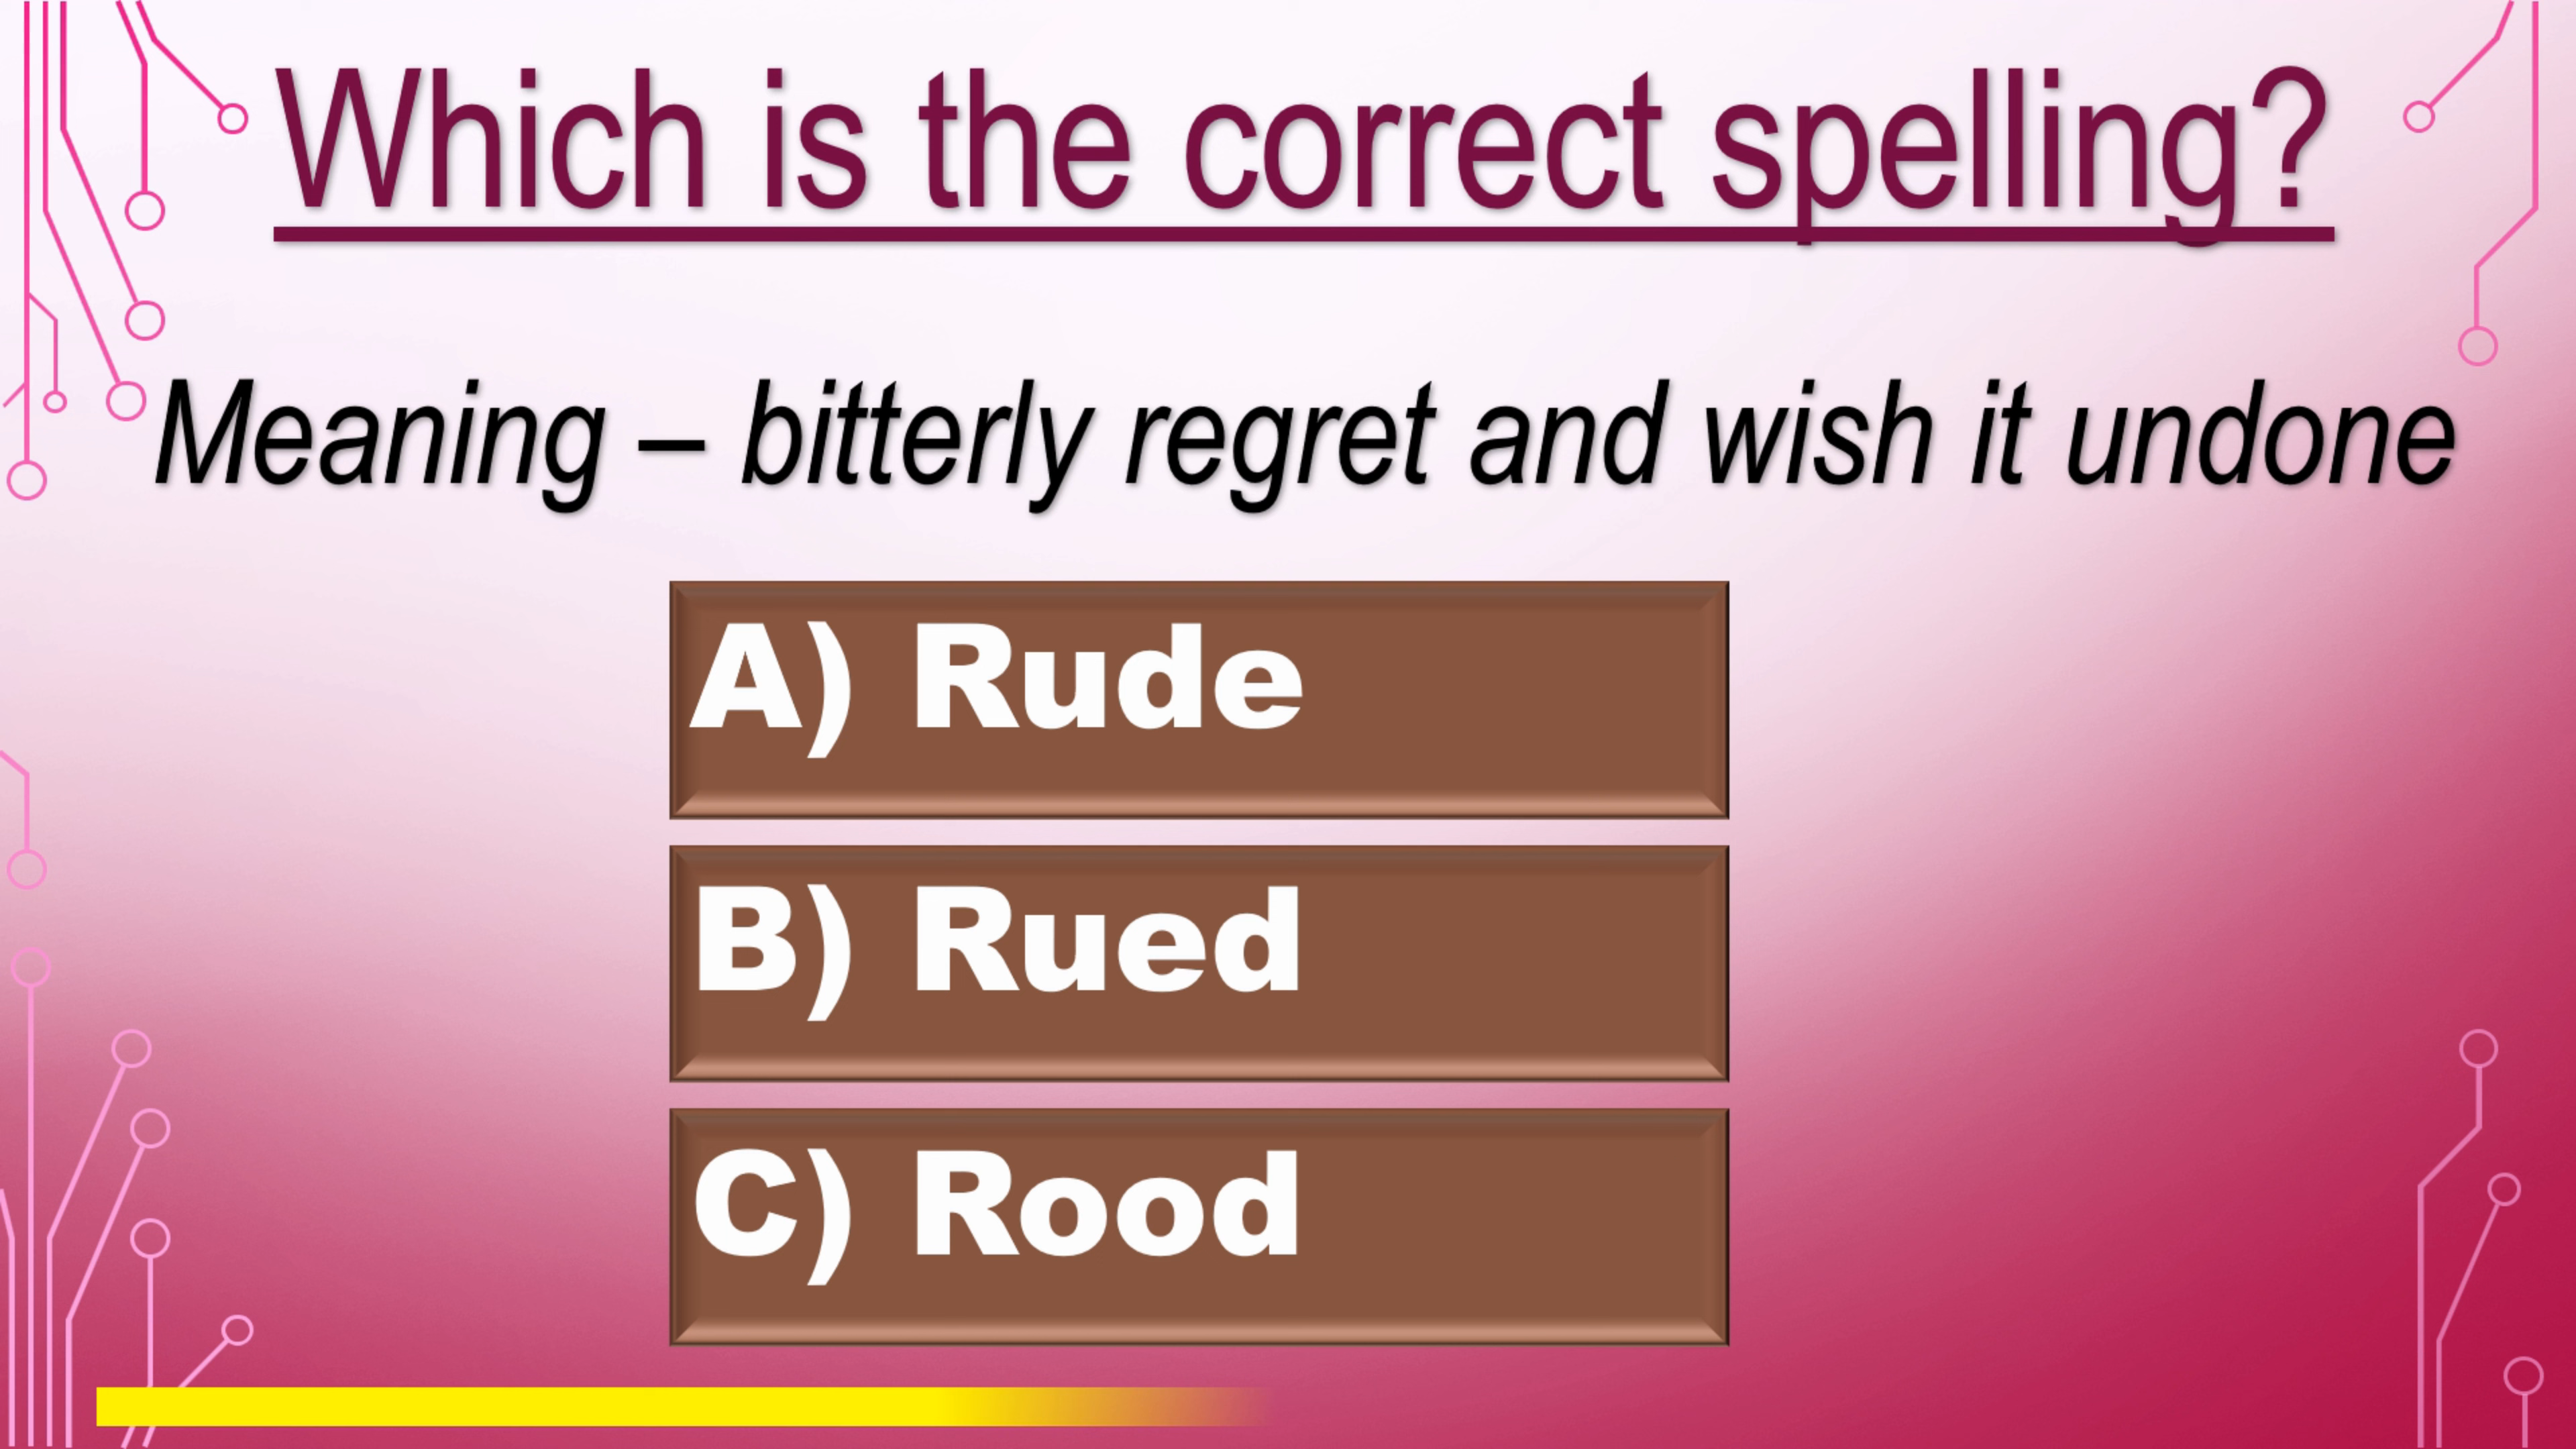 Which is the correct spelling?
Meaning – bitterly regret and wish it undone
A) Rude
B) Rued
C) Rood